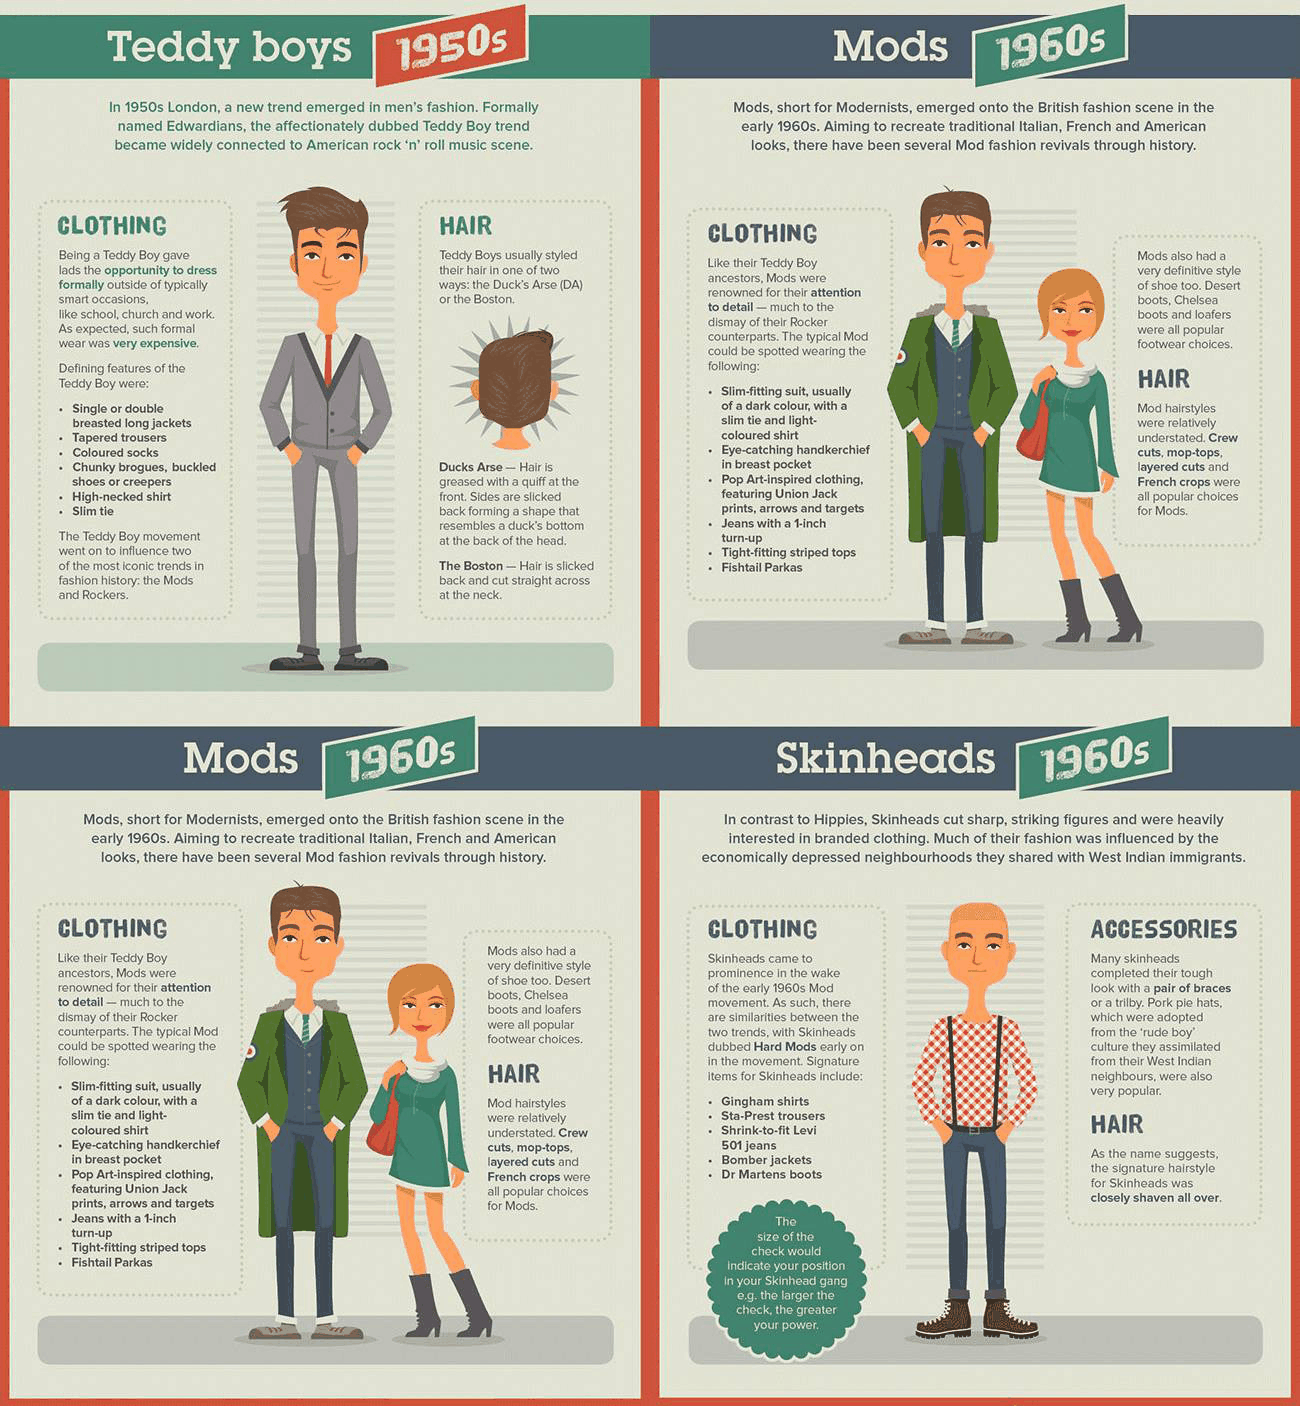 Teddy boys 1950s
In 1950s London, a new trend emerged in men's fashion. Formally
named Edwardians, the affectionately dubbed Teddy Boy trend
became widely connected to American rock 'n' roll music scene.
CLOTHING
Being a Teddy Boy gave
lads the opportunity to dress
formally outside of typically
smart occasions,
like school, church and work.
As expected, such formal
wear was very expensive.
Defining features of the
Teddy Boy were:
• Single or double
breasted long jackets
• Tapered trousers
• Coloured socks
• Chunky brogues, buckled
shoes or creepers
• High-necked shirt
• Slim tie
The Teddy Boy movement
went on to influence two
of the most iconic trends in
fashion history: the Mods
and Rockers.
HAIR
Teddy Boys usually styled
their hair in one of two
ways: the Duck's Arse (DA)
or the Boston.
Ducks Arse — Hair is
greased with a quiff at the
front. Sides are slicked
back forming a shape that
resembles a duck's bottom
at the back of the head.
The Boston — Hair is slicked
back and cut straight across
at the neck.
Mods 1960s
Mods, short for Modernists, emerged onto the British fashion scene in the
early 1960s. Aiming to recreate traditional Italian, French and American
looks, there have been several Mod fashion revivals through history.
CLOTHING
Like their Teddy Boy
ancestors, Mods were
renowned for their attention
to detail — much to the
dismay of their Rocker
counterparts. The typical Mod
could be spotted wearing the
following:
• Slim-fitting suit, usually
of a dark colour, with a
slim tie and light-
coloured shirt
• Eye-catching handkerchief
in breast pocket
• Pop Art-inspired clothing,
featuring Union Jack
prints, arrows and targets
• Jeans with a 1-inch
turn-up
• Tight-fitting striped tops
• Fishtail Parkas
Mods also had a
very definitive style
of shoe too. Desert
boots, Chelsea
boots and loafers
were all popular
footwear choices.
HAIR
Mod hairstyles
were relatively
understated. Crew
cuts, mop-tops,
layered cuts and
French crops were
all popular choices
for Mods.
Mods 1960s
Mods, short for Modernists, emerged onto the British fashion scene in the
early 1960s. Aiming to recreate traditional Italian, French and American
looks, there have been several Mod fashion revivals through history.
CLOTHING
Like their Teddy Boy
ancestors, Mods were
renowned for their attention
to detail — much to the
dismay of their Rocker
counterparts. The typical Mod
could be spotted wearing the
following:
• Slim-fitting suit, usually
of a dark colour, with a
slim tie and light-
coloured shirt
• Eye-catching handkerchief
in breast pocket
• Pop Art-inspired clothing,
featuring Union Jack
prints, arrows and targets
• Jeans with a 1-inch
turn-up
• Tight-fitting striped tops
• Fishtail Parkas
Mods also had a
very definitive style
of shoe too. Desert
boots, Chelsea
boots and loafers
were all popular
footwear choices.
HAIR
Mod hairstyles
were relatively
understated. Crew
cuts, mop-tops,
layered cuts and
French crops were
all popular choices
for Mods.
Skinheads 1960s
In contrast to Hippies, Skinheads cut sharp, striking figures and were heavily
interested in branded clothing. Much of their fashion was influenced by the
economically depressed neighbourhoods they shared with West Indian immigrants.
CLOTHING
Skinheads came to
prominence in the wake
of the early 1960s Mod
movement. As such, there
are similarities between the
two trends, with Skinheads
dubbed Hard Mods early on
in the movement. Signature
items for Skinheads include:
• Gingham shirts
• Sta-Prest trousers
• Shrink-to-fit Levi
501 jeans
• Bomber jackets
• Dr Martens boots
The
size of the
check would
indicate your position
in your Skinhead gang
e.g. the larger the
check, the greater
your power.
ACCESSORIES
Many skinheads
completed their tough
look with a pair of braces
or a trilby. Pork pie hats,
which were adopted
from the 'rude boy'
culture they assimilated
from their West Indian
neighbours, were also
very popular.
HAIR
As the name suggests,
the signature hairstyle
for Skinheads was
closely shaven all over.